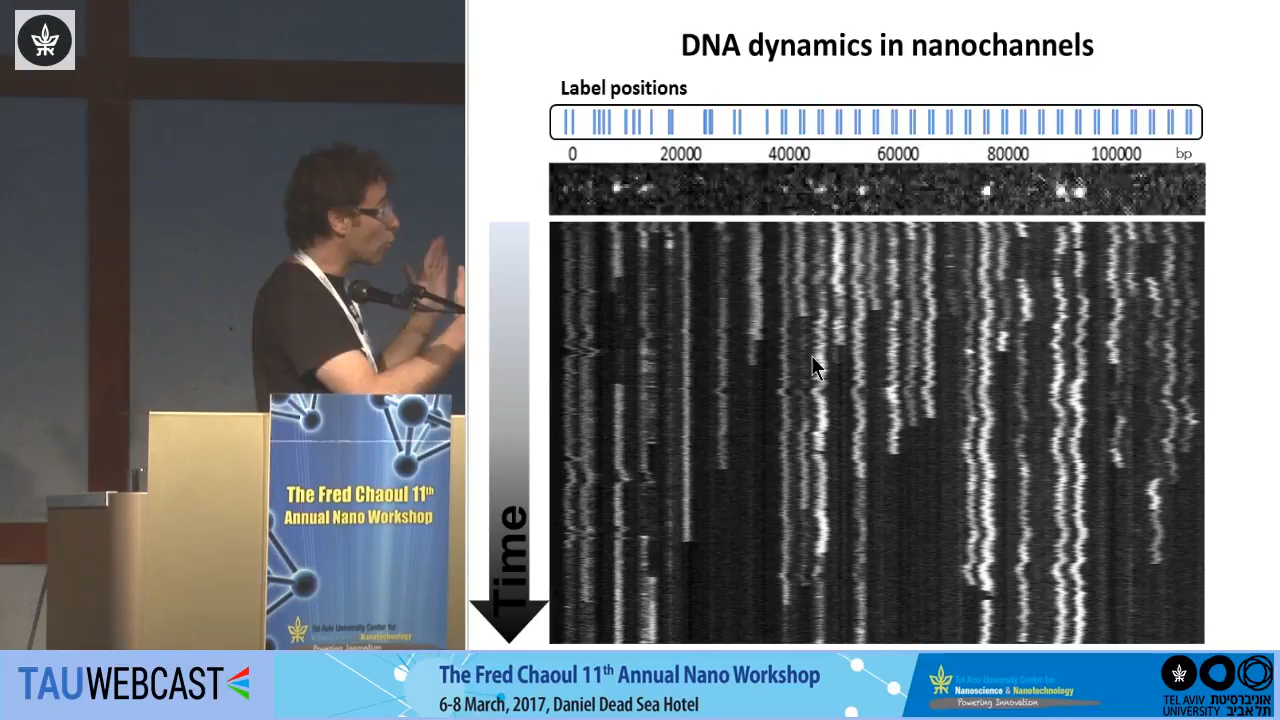 DNA dynamics in nanochannels
Label positions
0 20000 40000 60000 80000 100000 bp
Time
The Fred Chaoul 11th
Annual Nano Workshop
Tel Aviv University Center for
Nanoscience & Nanotechnology
Powering Innovation
TAUWEBCAST
The Fred Chaoul 11th Annual Nano Workshop
6-8 March, 2017, Daniel Dead Sea Hotel
Tel Aviv University Center for
Nanoscience & Nanotechnology
Powering Innovation
TEL AVIV UNIVERSITY
אוניברסיטת תל אביב